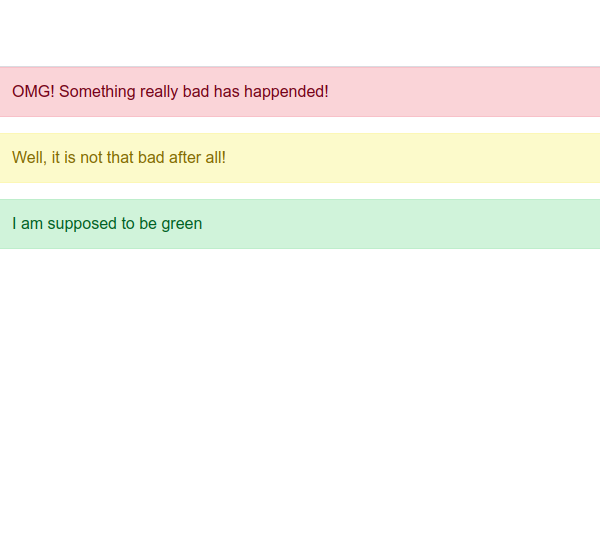 OMG! Something really bad has happended!
Well, it is not that bad after all!
I am supposed to be green